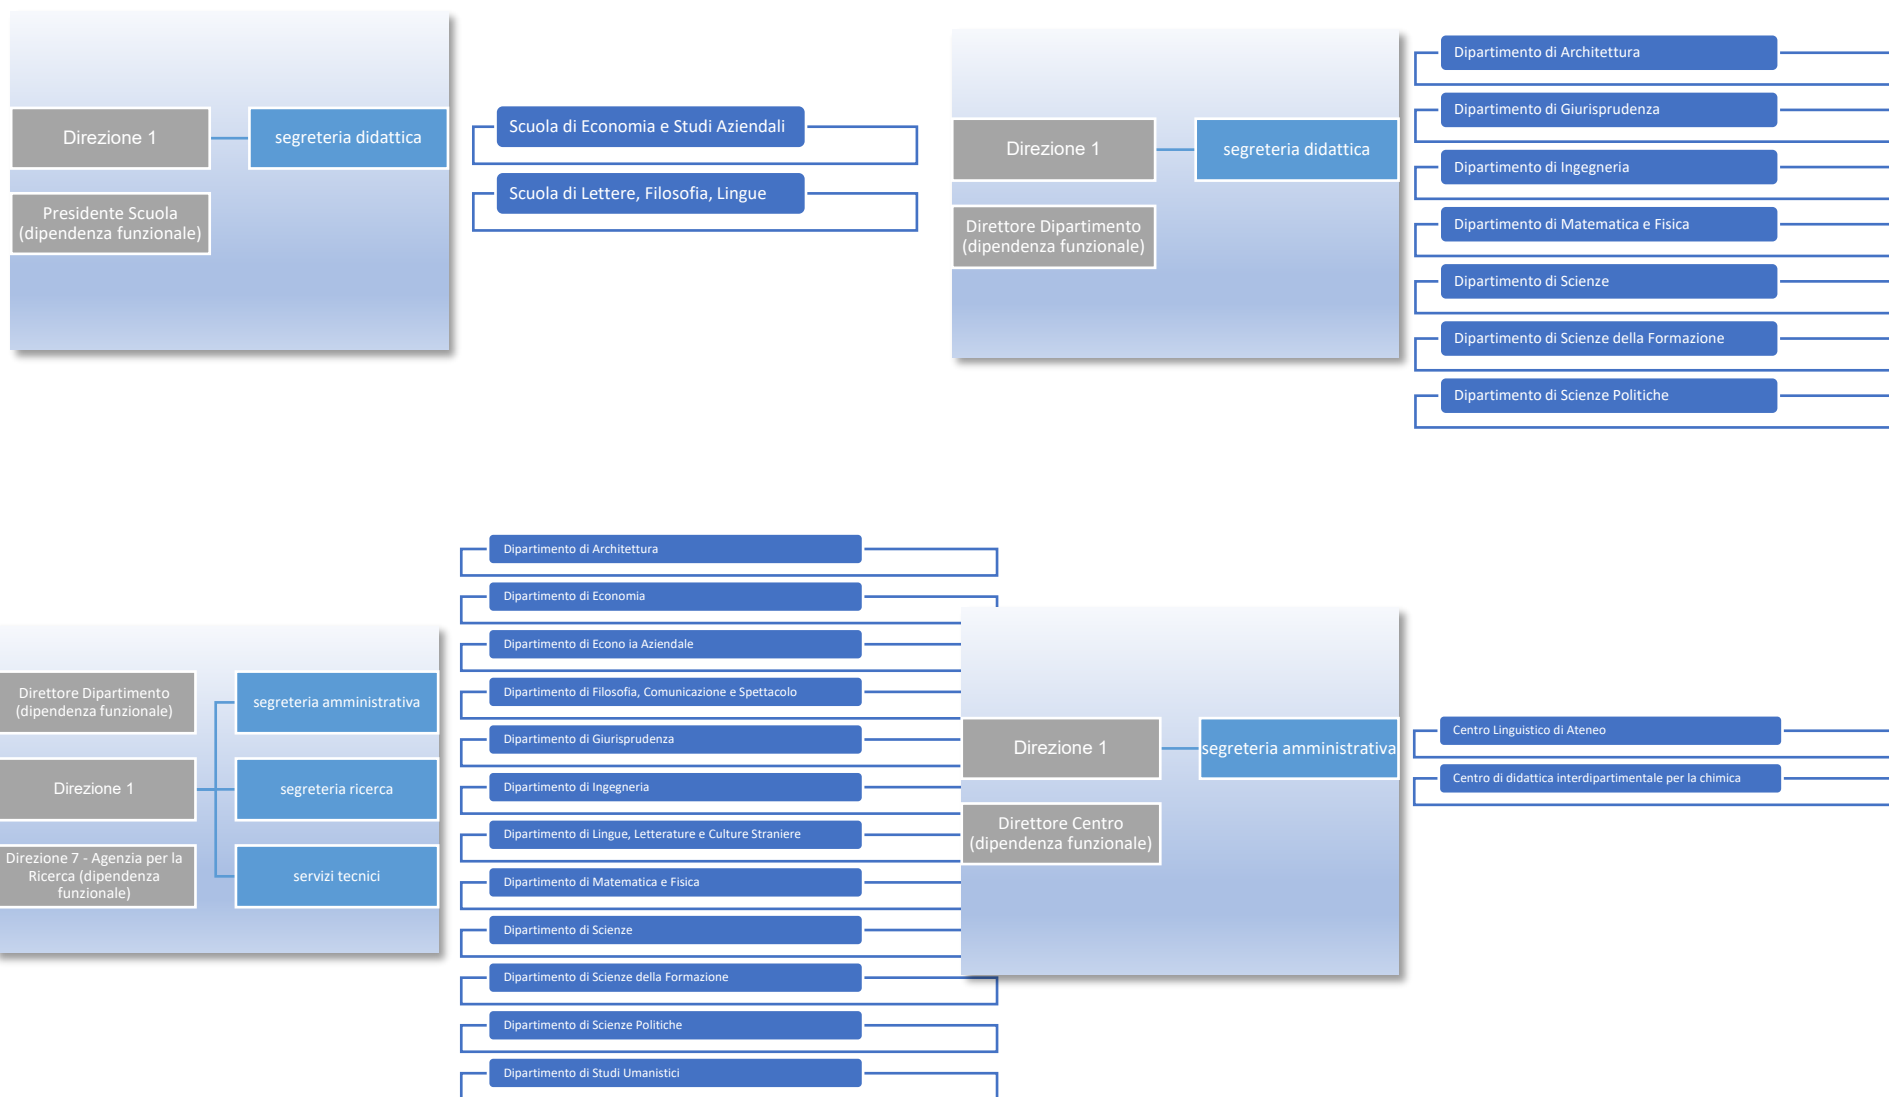 Direzione 1
segreteria didattica
Presidente Scuola
(dipendenza funzionale)
Scuola di Economia e Studi Aziendali
Scuola di Lettere, Filosofia, Lingue
Direzione 1
segreteria didattica
Direttore Dipartimento
(dipendenza funzionale)
Dipartimento di Architettura
Dipartimento di Giurisprudenza
Dipartimento di Ingegneria
Dipartimento di Matematica e Fisica
Dipartimento di Scienze
Dipartimento di Scienze della Formazione
Dipartimento di Scienze Politiche
Direttore Dipartimento
(dipendenza funzionale)
Direzione 1
Direzione 7 - Agenzia per la
Ricerca (dipendenza
funzionale)
segreteria amministrativa
segreteria ricerca
servizi tecnici
Dipartimento di Architettura
Dipartimento di Economia
Dipartimento di Econo ia Aziendale
Dipartimento di Filosofia, Comunicazione e Spettacolo
Dipartimento di Giurisprudenza
Dipartimento di Ingegneria
Dipartimento di Lingue, Letterature e Culture Straniere
Dipartimento di Matematica e Fisica
Dipartimento di Scienze
Dipartimento di Scienze della Formazione
Dipartimento di Scienze Politiche
Dipartimento di Studi Umanistici
Direzione 1
segreteria amministrativa
Direttore Centro
(dipendenza funzionale)
Centro Linguistico di Ateneo
Centro di didattica interdipartimentale per la chimica